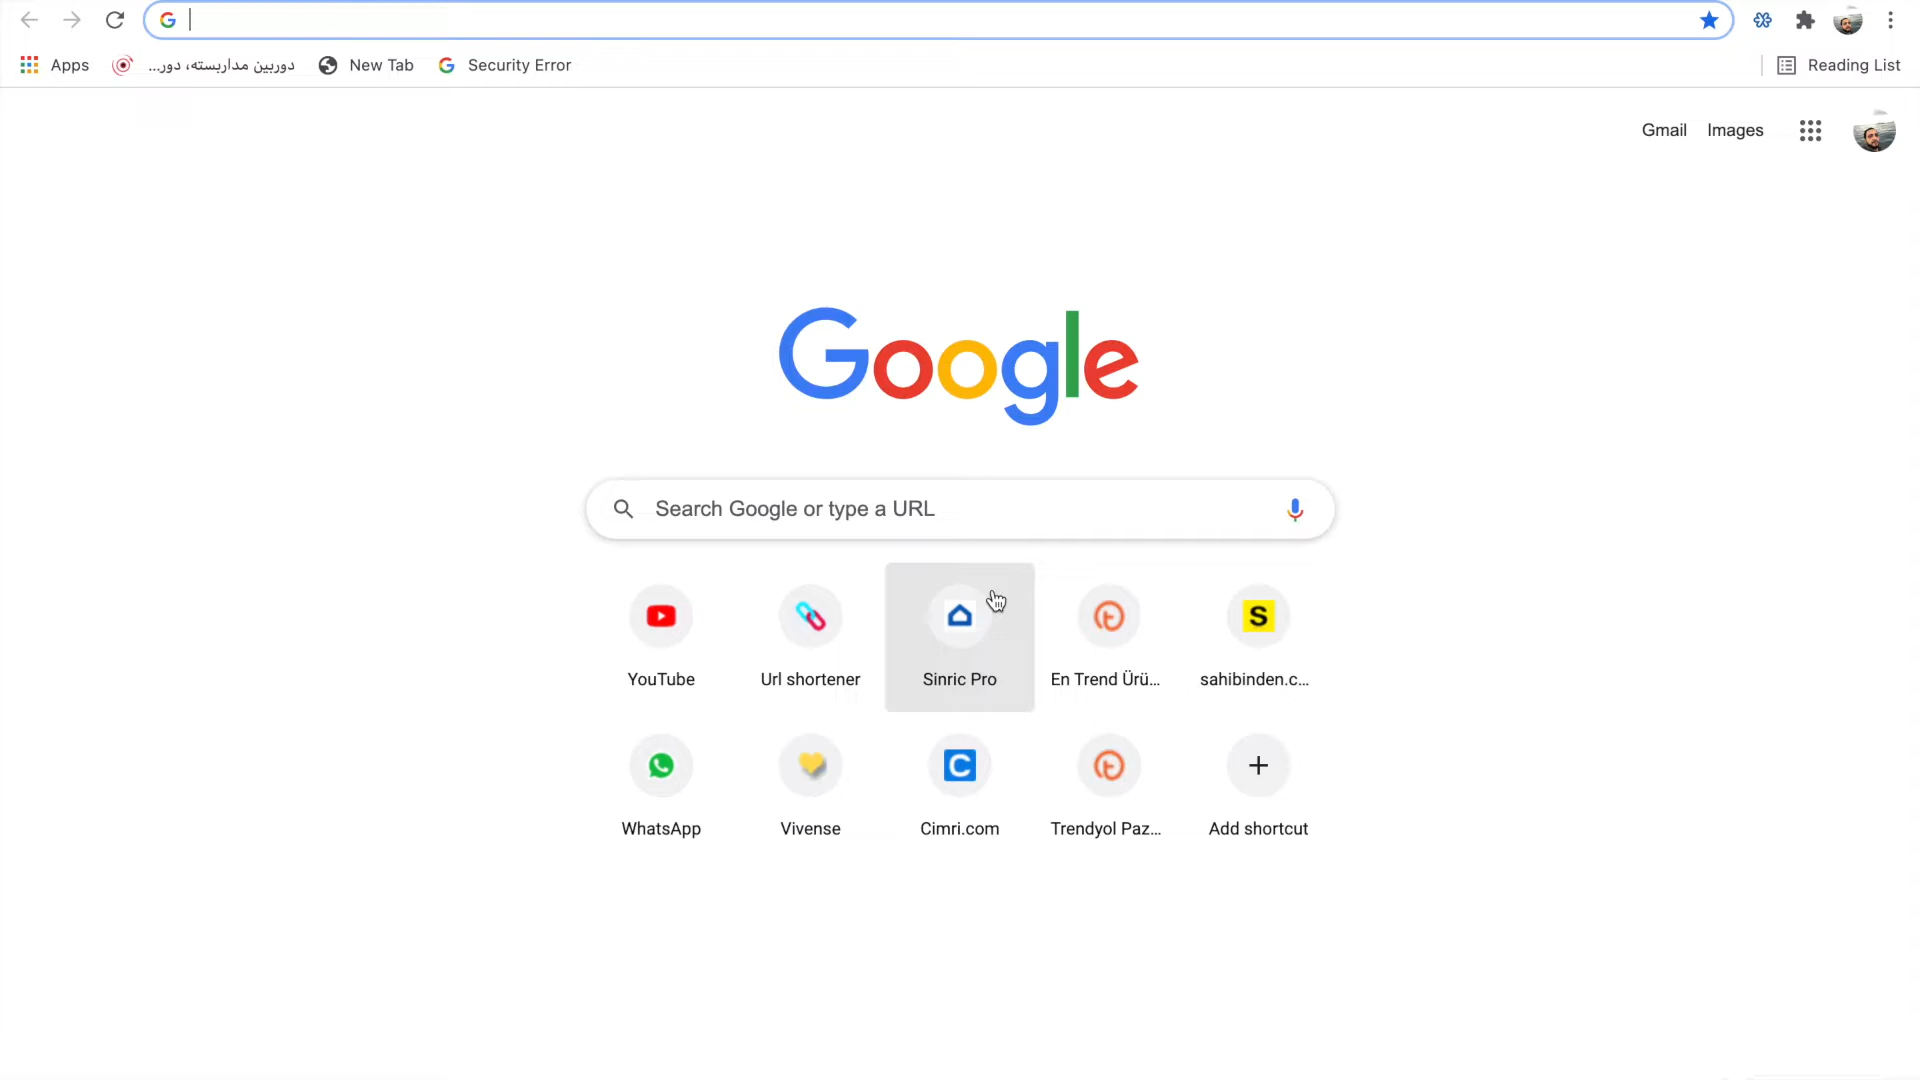 Apps
دوربین مداربسته، دور...
New Tab
Security Error
Reading List
Gmail
Images
Google
Search Google or type a URL
YouTube
Url shortener
Sinric Pro
En Trend Ürü...
sahibinden.c...
WhatsApp
Vivense
Cimri.com
Trendyol Paz...
Add shortcut